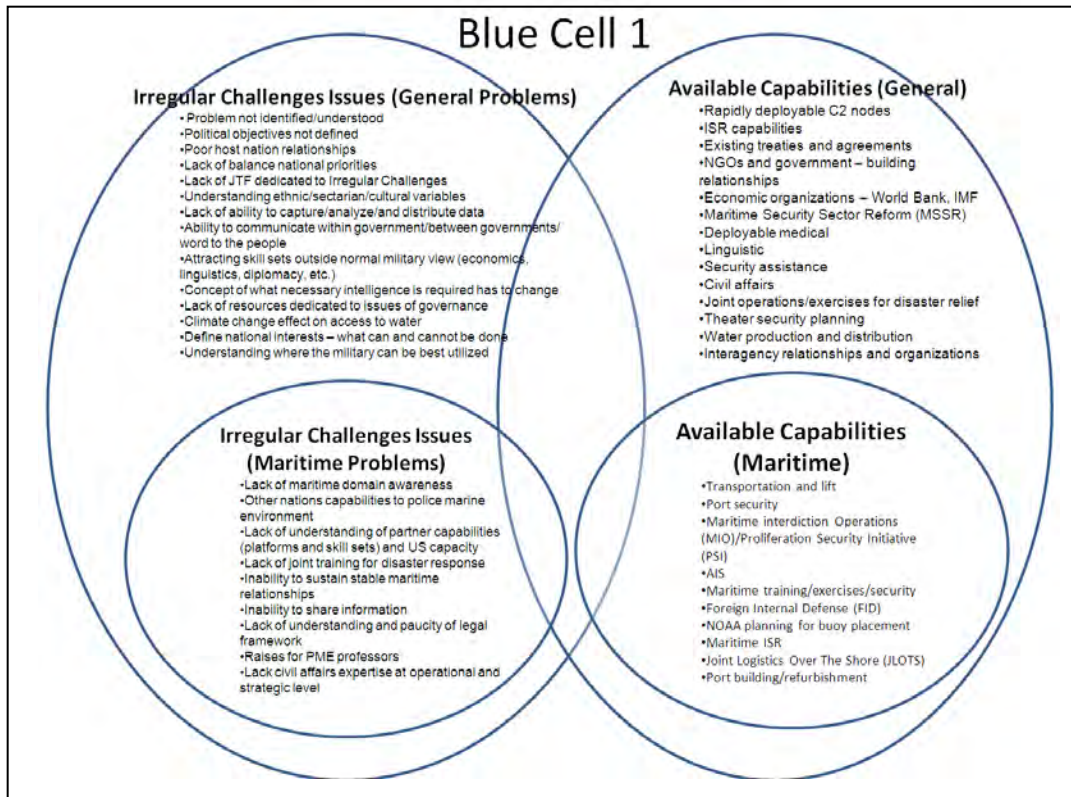 Blue Cell 1
Irregular Challenges Issues (General Problems)
•Problem not identified/understood
•Political objectives not defined
•Poor host nation relationships
•Lack of balance national priorities
•Lack of JTF dedicated to Irregular Challenges
•Understanding ethnic/sectarian/cultural variables
•Lack of ability to capture/analyze/and distribute data
•Ability to communicate within government/between governments/
word to the people
•Attracting skill sets outside normal military view (economics,
linguistics, diplomacy, etc.)
•Concept of what necessary intelligence is required has to change
•Lack of resources dedicated to issues of governance
•Climate change effect on access to water
•Define national interests – what can and cannot be done
•Understanding where the military can be best utilized
Available Capabilities (General)
•Rapidly deployable C2 nodes
•ISR capabilities
•Existing treaties and agreements
•NGOs and government – building
relationships
•Economic organizations – World Bank, IMF
•Maritime Security Sector Reform (MSSR)
•Deployable medical
•Linguistic
•Security assistance
•Civil affairs
•Joint operations/exercises for disaster relief
•Theater security planning
•Water production and distribution
•Interagency relationships and organizations
Irregular Challenges Issues
(Maritime Problems)
•Lack of maritime domain awareness
•Other nations capabilities to police marine
environment
•Lack of understanding of partner capabilities
(platforms and skill sets) and US capacity
•Lack of joint training for disaster response
•Inability to sustain stable maritime
relationships
•Inability to share information
•Lack of understanding and paucity of legal
framework
•Raises for PME professors
•Lack civil affairs expertise at operational and
strategic level
Available Capabilities
(Maritime)
•Transportation and lift
•Port security
•Maritime interdiction Operations
(MIO)/Proliferation Security Initiative
(PSI)
•AIS
•Maritime training/exercises/security
•Foreign Internal Defense (FID)
•NOAA planning for buoy placement
•Maritime ISR
•Joint Logistics Over The Shore (JLOTS)
•Port building/refurbishment